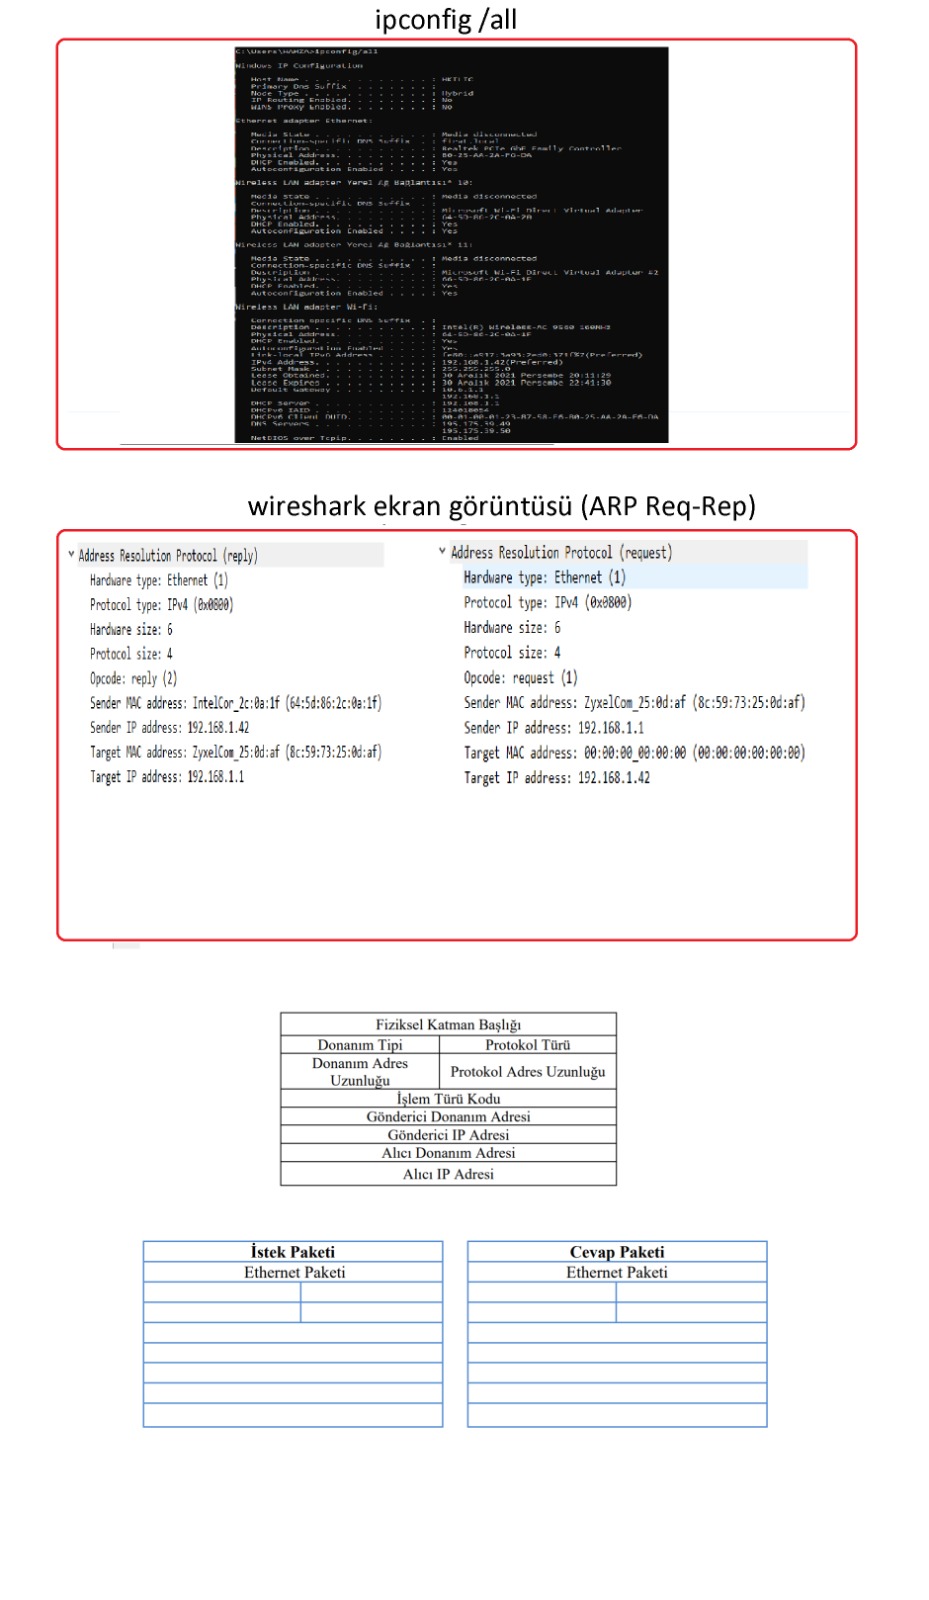 ipconfig /all
C:\Users\HAMZA>ipconfig/all
Windows IP Configuration
Host Name . . . . . . . . . . . . :
Primary Dns Suffix . . . . . . . :
Node Type . . . . . . . . . . . . : Hybrid
IP Routing Enabled. . . . . . . . : No
WINS Proxy Enabled. . . . . . . . : No
Ethernet adapter Ethernet:
Media State . . . . . . . . . . . : Media disconnected
Connection-specific DNS Suffix . :
Description . . . . . . . . . . . : Realtek PCIe GbE Family Controller
Physical Address. . . . . . . . . :
DHCP Enabled. . . . . . . . . . . : Yes
Autoconfiguration Enabled . . . . : Yes
Wireless LAN adapter Yerel Ağ Bağlantısı* 10:
Media State . . . . . . . . . . . : Media disconnected
Connection-specific DNS Suffix . :
Description . . . . . . . . . . . : Microsoft Wi-Fi Direct Virtual Adapter
Physical Address. . . . . . . . . :
DHCP Enabled. . . . . . . . . . . : Yes
Autoconfiguration Enabled . . . . : Yes
Wireless LAN adapter Yerel Ağ Bağlantısı* 11:
Media State . . . . . . . . . . . : Media disconnected
Connection-specific DNS Suffix . :
Description . . . . . . . . . . . : Microsoft Wi-Fi Direct Virtual Adapter #2
Physical Address. . . . . . . . . : 66-5D-86-2C-0A-1F
DHCP Enabled. . . . . . . . . . . : Yes
Autoconfiguration Enabled . . . . : Yes
Wireless LAN adapter Wi-Fi:
Connection-specific DNS Suffix . :
Description . . . . . . . . . . . : Intel(R) Wireless-AC 9560 160MHz
Physical Address. . . . . . . . . : 64-5D-86-2C-0A-1F
DHCP Enabled. . . . . . . . . . . : Yes
Autoconfiguration Enabled . . . . : Yes
Link-local IPv6 Address . . . . . :
IPv4 Address. . . . . . . . . . . : 192.168.1.42(Preferred)
Subnet Mask . . . . . . . . . . . : 255.255.255.0
Lease Obtained. . . . . . . . . . : 30 Aralık 2021 Perşembe 20:11:29
Lease Expires . . . . . . . . . . : 30 Aralık 2021 Perşembe 22:41:30
Default Gateway . . . . . . . . . :
192.168.1.1
DHCP Server . . . . . . . . . . . : 192.168.1.1
DHCPv6 IAID . . . . . . . . . . . :
DHCPv6 Client DUID. . . . . . . . :
DNS Servers . . . . . . . . . . . : 195.175.39.49
195.175.39.50
NetBIOS over Tcpip. . . . . . . . : Enabled
wireshark ekran görüntüsü (ARP Req-Rep)
Address Resolution Protocol (reply)
Hardware type: Ethernet (1)
Protocol type: IPv4 (0x0800)
Hardware size: 6
Protocol size: 4
Opcode: reply (2)
Sender MAC address: IntelCor_2c:0a:1f (64:5d:86:2c:0a:1f)
Sender IP address: 192.168.1.42
Target MAC address: ZyxelCom_25:0d:af (8c:59:73:25:0d:af)
Target IP address: 192.168.1.1
Address Resolution Protocol (request)
Hardware type: Ethernet (1)
Protocol type: IPv4 (0x0800)
Hardware size: 6
Protocol size: 4
Opcode: request (1)
Sender MAC address: ZyxelCom_25:0d:af (8c:59:73:25:0d:af)
Sender IP address: 192.168.1.1
Target MAC address: 00:00:00_00:00:00 (00:00:00:00:00:00)
Target IP address: 192.168.1.42
Fiziksel Katman Başlığı
Donanım Tipi
Protokol Türü
Donanım Adres
Uzunluğu
Protokol Adres Uzunluğu
İşlem Türü Kodu
Gönderici Donanım Adresi
Gönderici IP Adresi
Alıcı Donanım Adresi
Alıcı IP Adresi
İstek Paketi
Ethernet Paketi
Cevap Paketi
Ethernet Paketi